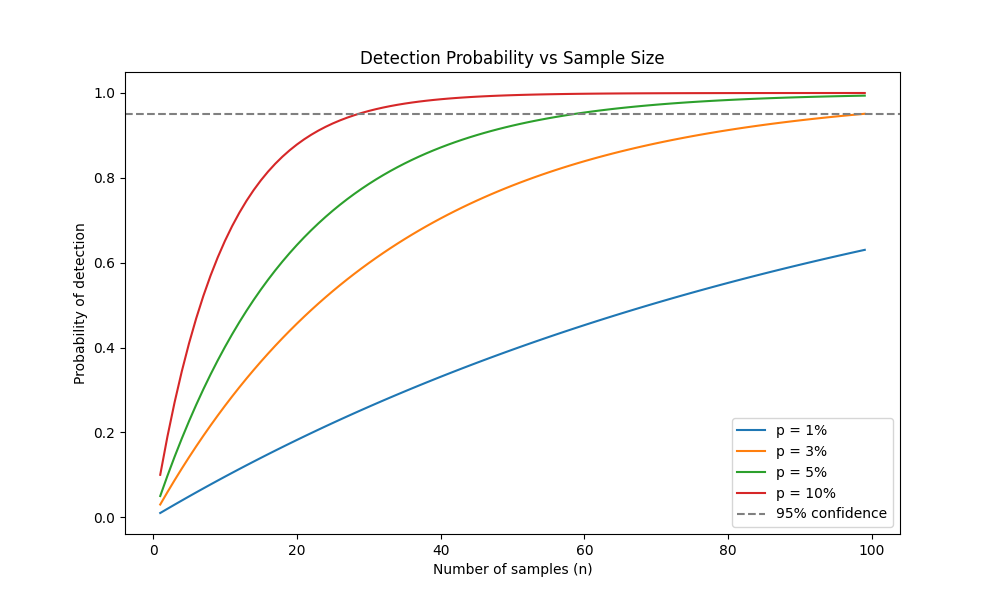 Detection Probability vs Sample Size
Probability of detection
1.0
0.8
0.6
0.4
0.2
0.0
p = 1%
p = 3%
p = 5%
p = 10%
95% confidence
0 20 40 60 80 100
Number of samples (n)